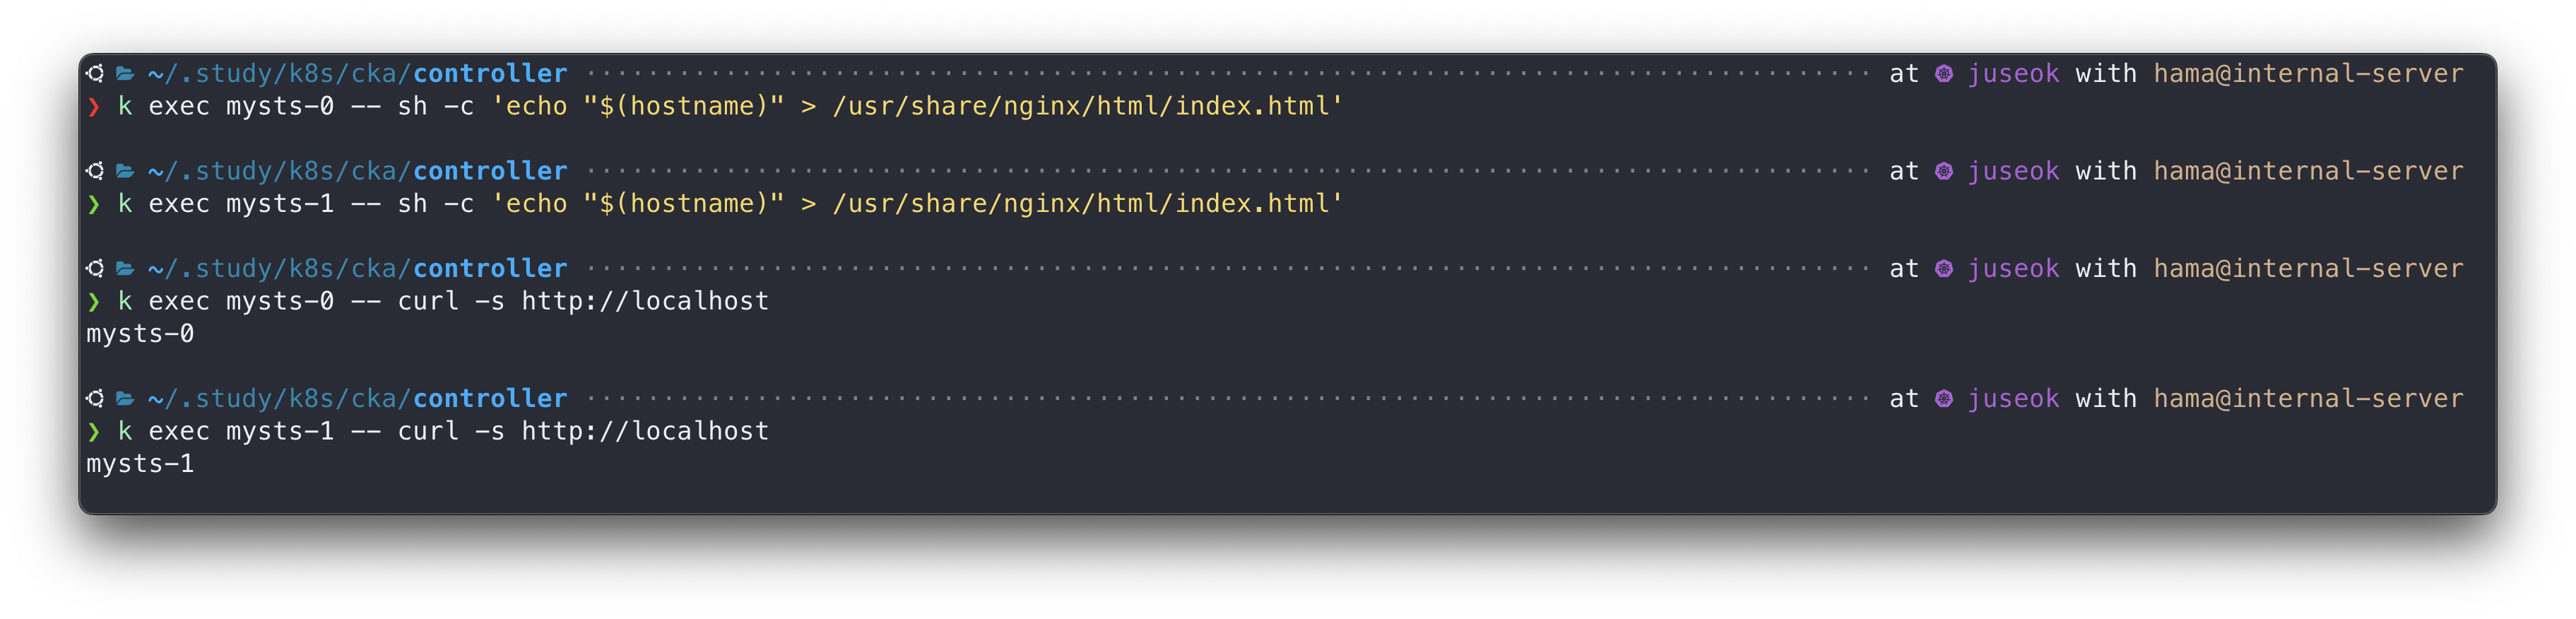 ~/.study/k8s/cka/controller ···································································································· at juseok with hama@internal-server
❯ k exec mysts-0 -- sh -c 'echo "$(hostname)" > /usr/share/nginx/html/index.html'
~/.study/k8s/cka/controller ···································································································· at juseok with hama@internal-server
❯ k exec mysts-1 -- sh -c 'echo "$(hostname)" > /usr/share/nginx/html/index.html'
~/.study/k8s/cka/controller ···································································································· at juseok with hama@internal-server
❯ k exec mysts-0 -- curl -s http://localhost
mysts-0
~/.study/k8s/cka/controller ···································································································· at juseok with hama@internal-server
❯ k exec mysts-1 -- curl -s http://localhost
mysts-1